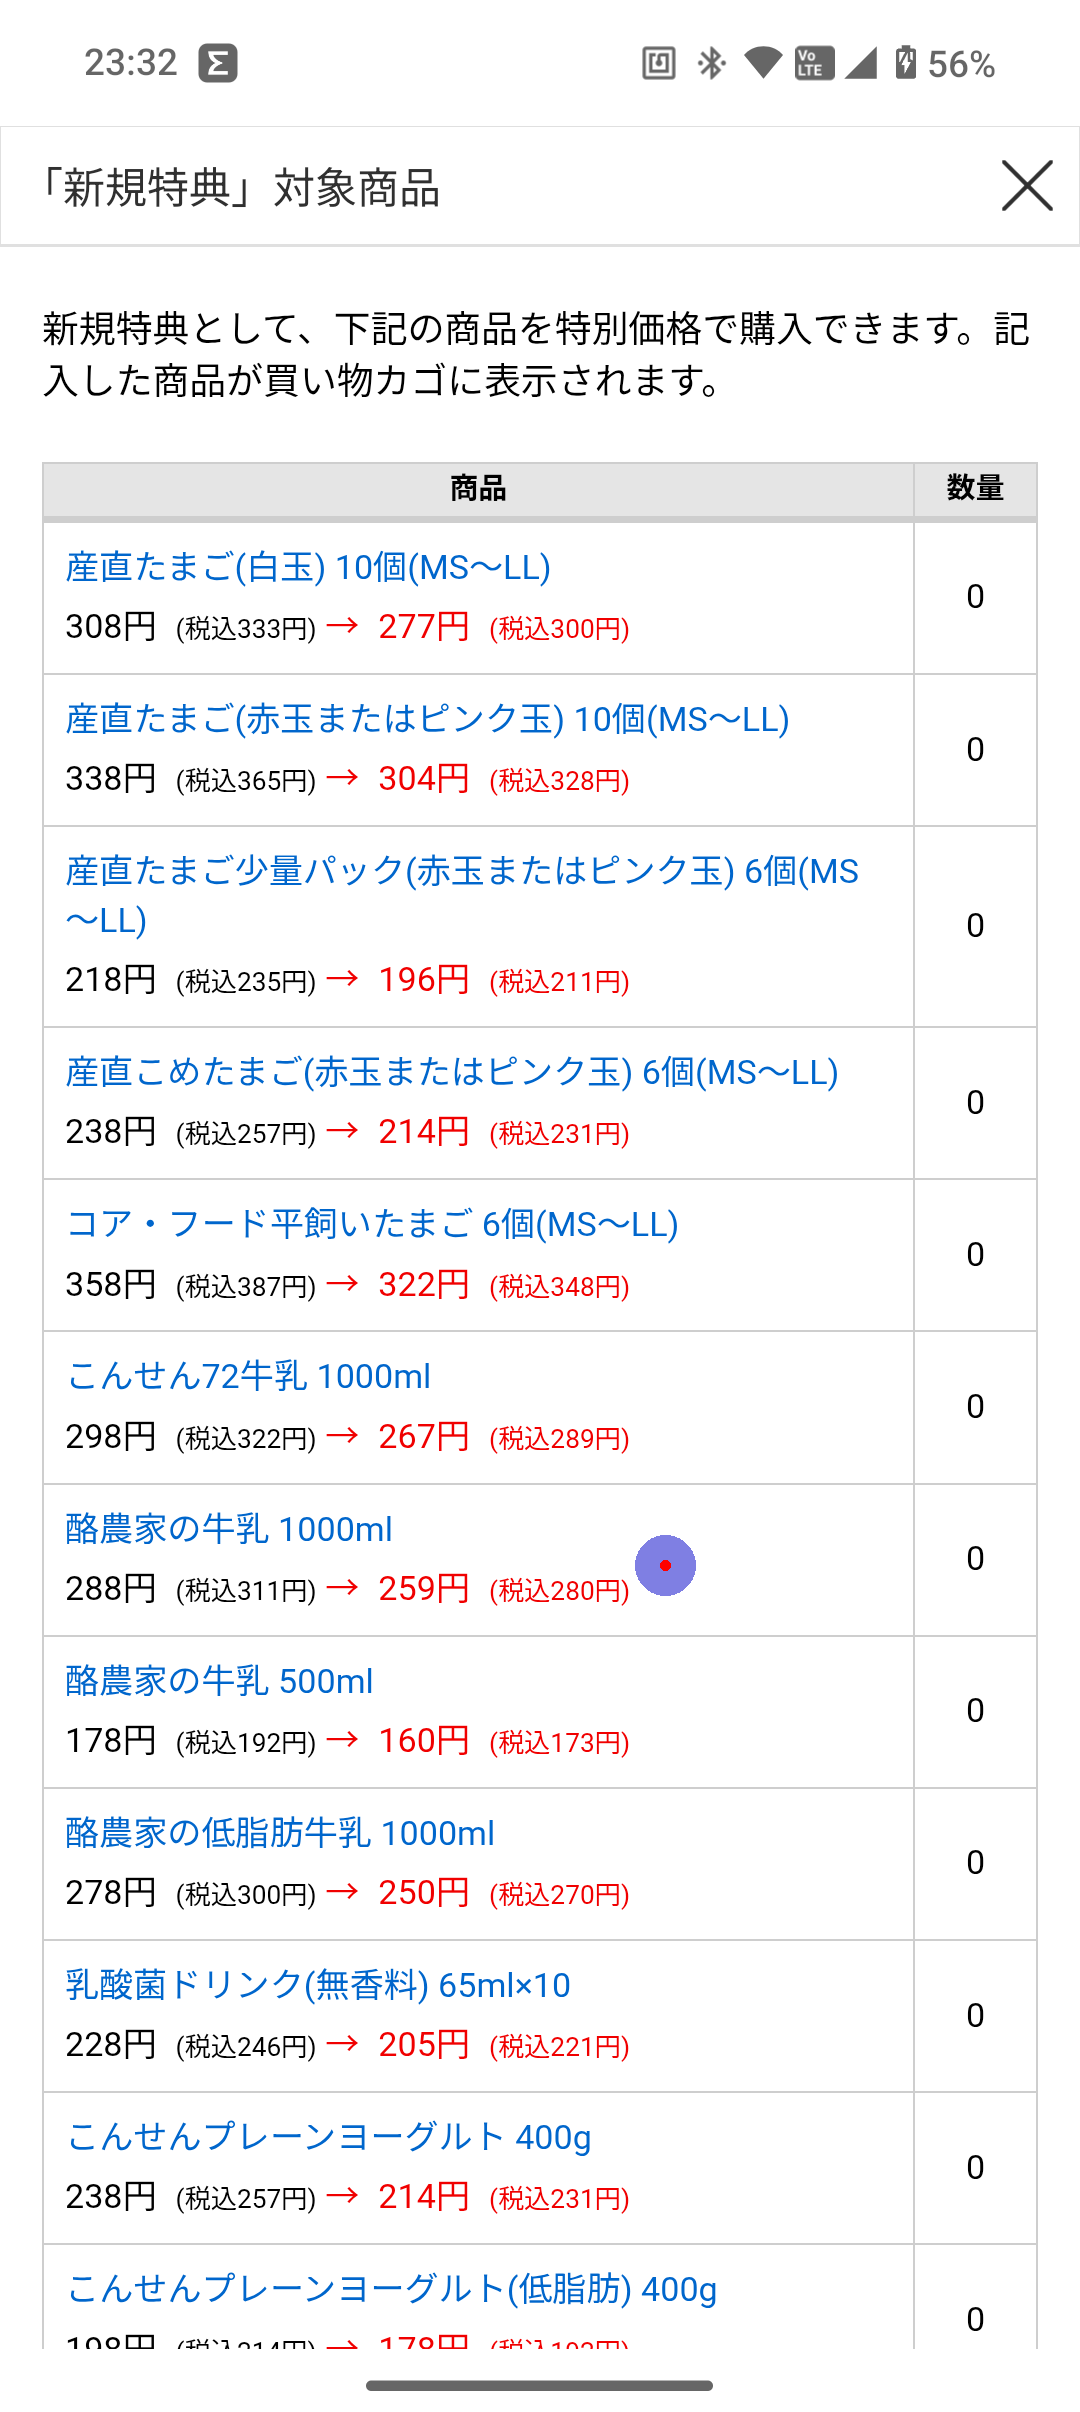 23:32 Vo LTE 56%
「新規特典」対象商品
新規特典として、下記の商品を特別価格で購入できます。記
入した商品が買い物カゴに表示されます。
商品 数量
産直たまご(白玉) 10個(MS〜LL)
308円 (税込333円) → 277円 (税込300円) 0
産直たまご(赤玉またはピンク玉) 10個(MS〜LL)
338円 (税込365円) → 304円 (税込328円) 0
産直たまご少量パック(赤玉またはピンク玉) 6個(MS
〜LL)
218円 (税込235円) → 196円 (税込211円) 0
産直こめたまご(赤玉またはピンク玉) 6個(MS〜LL)
238円 (税込257円) → 214円 (税込231円) 0
コア・フード平飼いたまご 6個(MS〜LL)
358円 (税込387円) → 322円 (税込348円) 0
こんせん72牛乳 1000ml
298円 (税込322円) → 267円 (税込289円) 0
酪農家の牛乳 1000ml
288円 (税込311円) → 259円 (税込280円) 0
酪農家の牛乳 500ml
178円 (税込192円) → 160円 (税込173円) 0
酪農家の低脂肪牛乳 1000ml
278円 (税込300円) → 250円 (税込270円) 0
乳酸菌ドリンク(無香料) 65ml×10
228円 (税込246円) → 205円 (税込221円) 0
こんせんプレーンヨーグルト 400g
238円 (税込257円) → 214円 (税込231円) 0
こんせんプレーンヨーグルト(低脂肪) 400g
198円 (税込214円) → 178円 (税込192円) 0